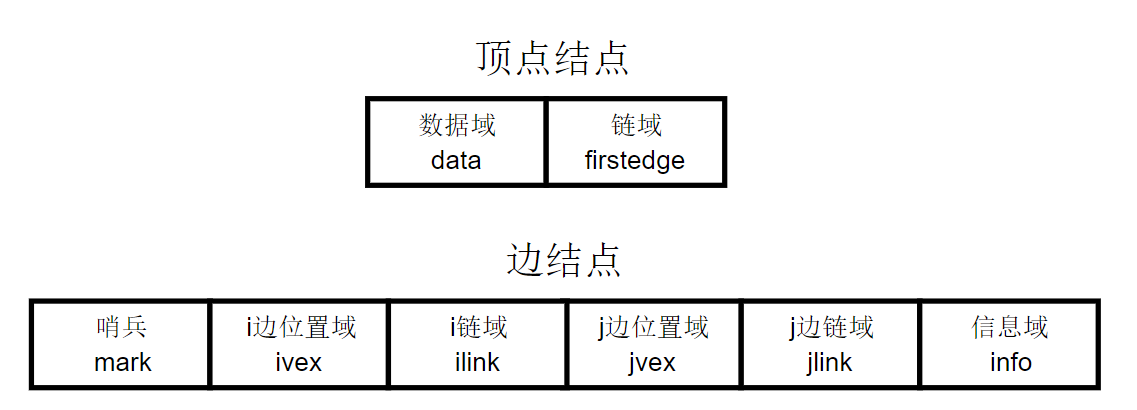 顶点结点
数据域 链域
data firstedge
边结点
哨兵 i边位置域 i链域 j边位置域 j边链域 信息域
mark ivex ilink jvex jlink info